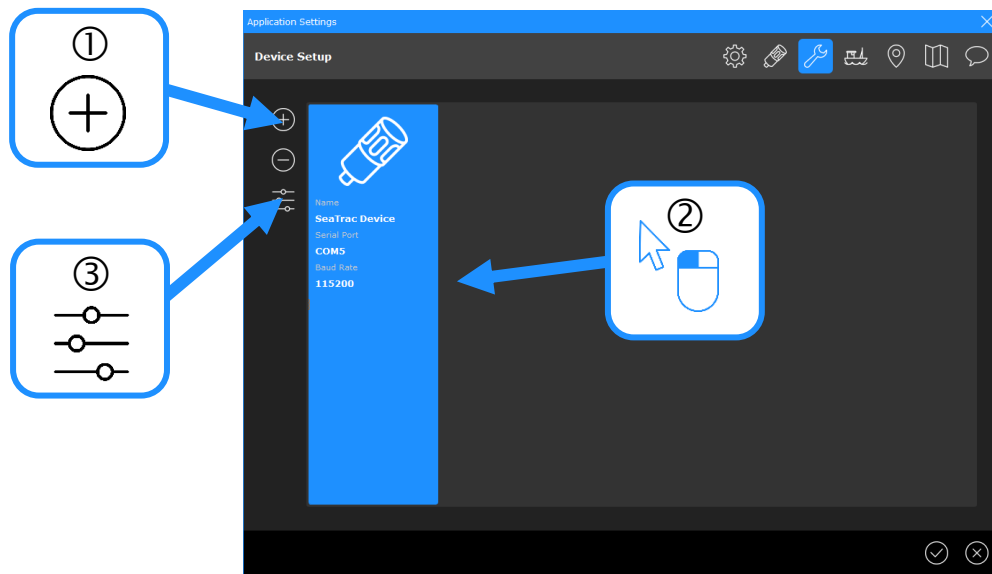 ①
Application Settings
Device Setup
②
Name
SeaTrac Device
Serial Port
COM5
Baud Rate
115200
③